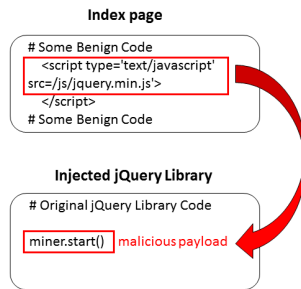 Index page
# Some Benign Code
<script type='text/javascript'
src=/js/jquery.min.js'>
</script>
# Some Benign Code
Injected jQuery Library
# Original jQuery Library Code
miner.start() malicious payload